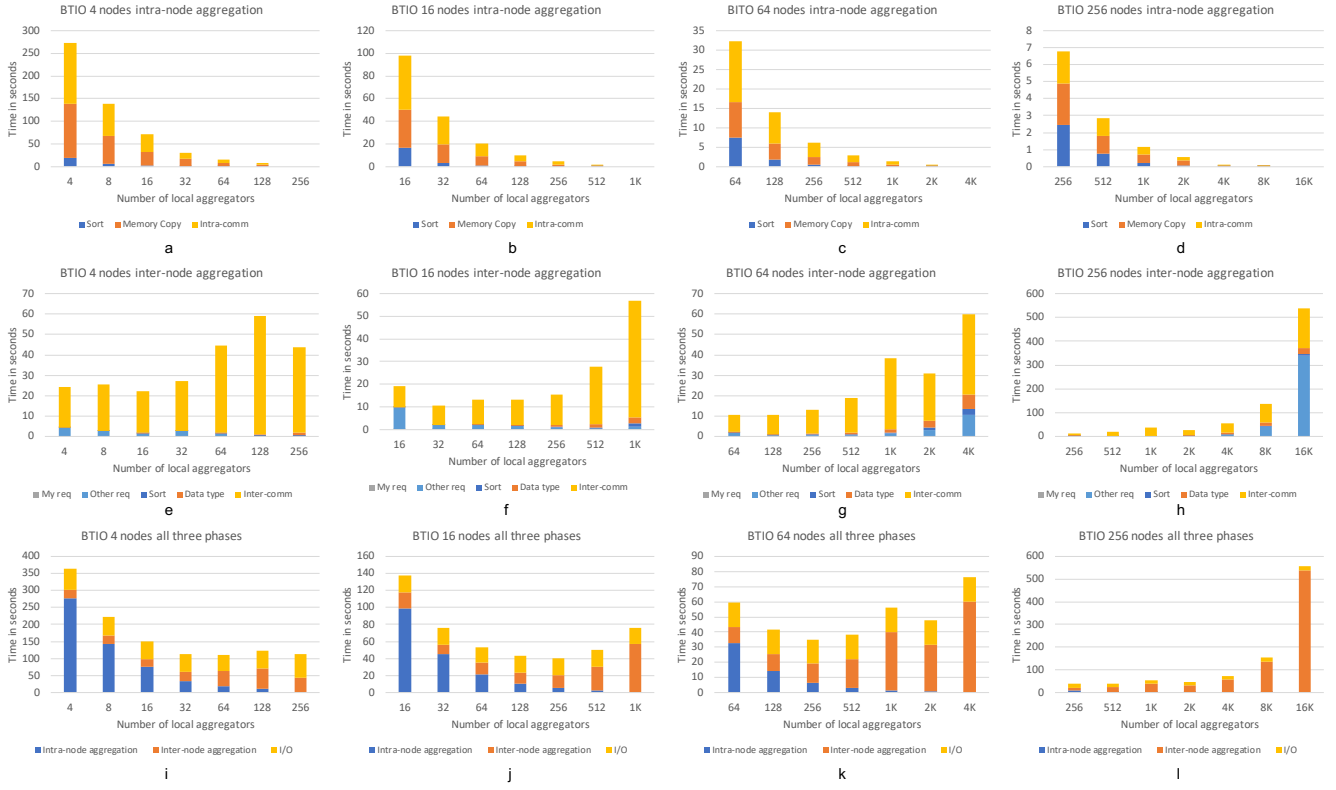 BTIO 4 nodes intra-node aggregation
300
250
200
150
100
50
0
Time in seconds
4 8 16 32 64 128 256
Number of local aggregators
Sort Memory Copy Intra-comm
a
BTIO 16 nodes intra-node aggregation
120
100
80
60
40
20
0
Time in seconds
16 32 64 128 256 512 1K
Number of local aggregators
Sort Memory Copy Intra-comm
b
BITO 64 nodes intra-node aggregation
35
30
25
20
15
10
5
0
Time in seconds
64 128 256 512 1K 2K 4K
Number of local aggregators
Sort Memory Copy Intra-comm
c
BTIO 256 nodes intra-node aggregation
8
7
6
5
4
3
2
1
0
Time in seconds
256 512 1K 2K 4K 8K 16K
Number of local aggregators
Sort Memory Copy Intra-comm
d
BTIO 4 nodes inter-node aggregation
70
60
50
40
30
20
10
0
Time in seconds
4 8 16 32 64 128 256
Number of local aggregators
My req Other req Sort Data type Inter-comm
e
BTIO 16 nodes inter-node aggregation
60
50
40
30
20
10
0
Time in seconds
16 32 64 128 256 512 1K
Number of local aggregators
My req Other req Sort Data type Inter-comm
f
BTIO 64 nodes inter-node aggregation
70
60
50
40
30
20
10
0
Time in seconds
64 128 256 512 1K 2K 4K
Number of local aggregators
My req Other req Sort Data type Inter-comm
g
BTIO 256 nodes inter-node aggregation
600
500
400
300
200
100
0
Time in seconds
256 512 1K 2K 4K 8K 16K
Number of local aggregators
My req Other req Sort Data type Inter-comm
h
BTIO 4 nodes all three phases
400
350
300
250
200
150
100
50
0
Time in seconds
4 8 16 32 64 128 256
Number of local aggregators
Intra-node aggregation Inter-node aggregation I/O
i
BTIO 16 nodes all three phases
160
140
120
100
80
60
40
20
0
Time in seconds
16 32 64 128 256 512 1K
Number of local aggregators
Intra-node aggregation Inter-node aggregation I/O
j
BTIO 64 nodes all three phases
90
80
70
60
50
40
30
20
10
0
Time in seconds
64 128 256 512 1K 2K 4K
Number of local aggregators
Intra-node aggregation Inter-node aggregation I/O
k
BTIO 256 nodes all three phases
600
500
400
300
200
100
0
Time in seconds
256 512 1K 2K 4K 8K 16K
Number of local aggregators
Intra-node aggregation Inter-node aggregation I/O
l